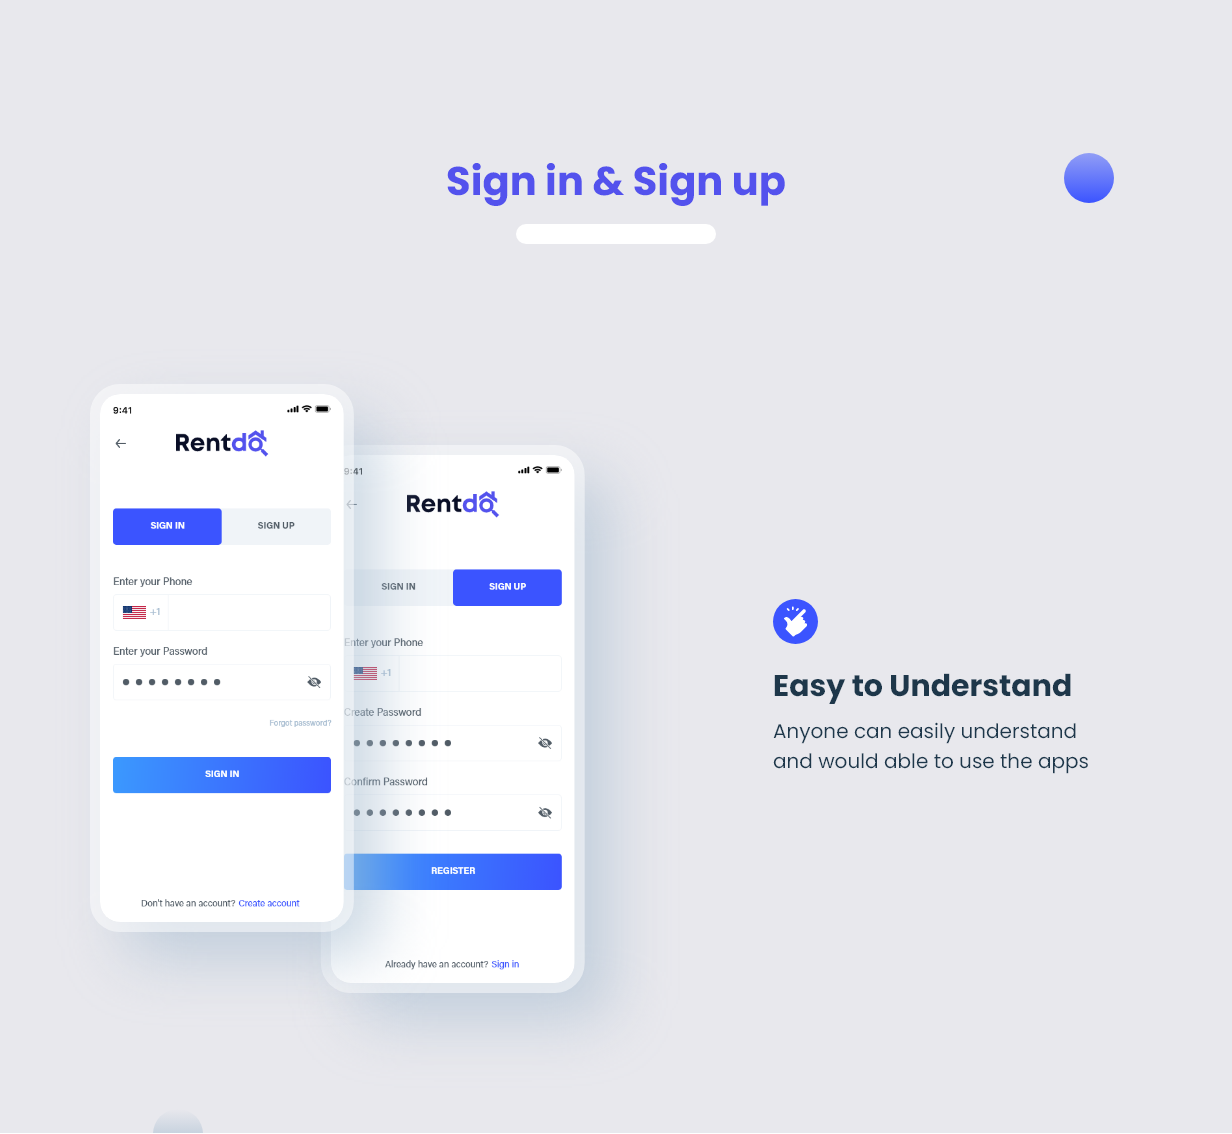 Sign in & Sign up
9:41
Rentdo
SIGN IN
SIGN UP
Enter your Phone
+1
Enter your Password
Forgot password?
SIGN IN
Don't have an account? Create account
9:41
Rentdo
SIGN IN
SIGN UP
Enter your Phone
+1
Create Password
Confirm Password
REGISTER
Already have an account? Sign in
Easy to Understand
Anyone can easily understand
and would able to use the apps